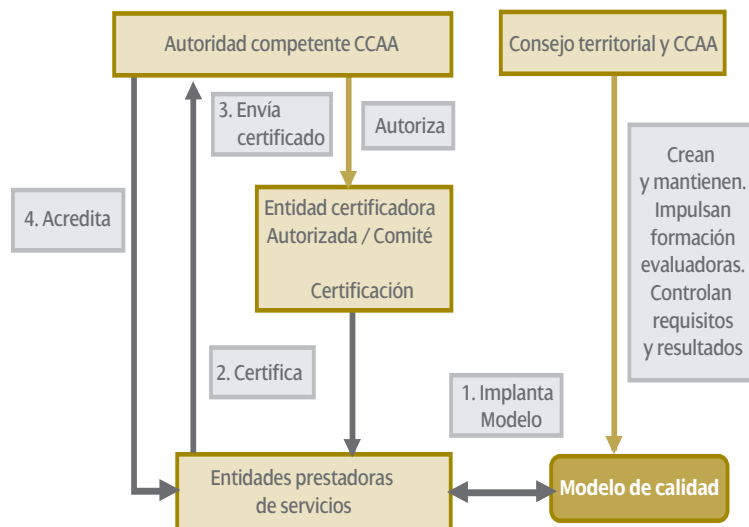 Autoridad competente CCAA
Consejo territorial y CCAA
3. Envía
certificado
Autoriza
Crean
y mantienen.
Impulsan
formación
evaluadoras.
Controlan
requisitos
y resultados
4. Acredita
Entidad certificadora
Autorizada / Comité
Certificación
2. Certifica
1. Implanta
Modelo
Entidades prestadoras
de servicios
Modelo de calidad